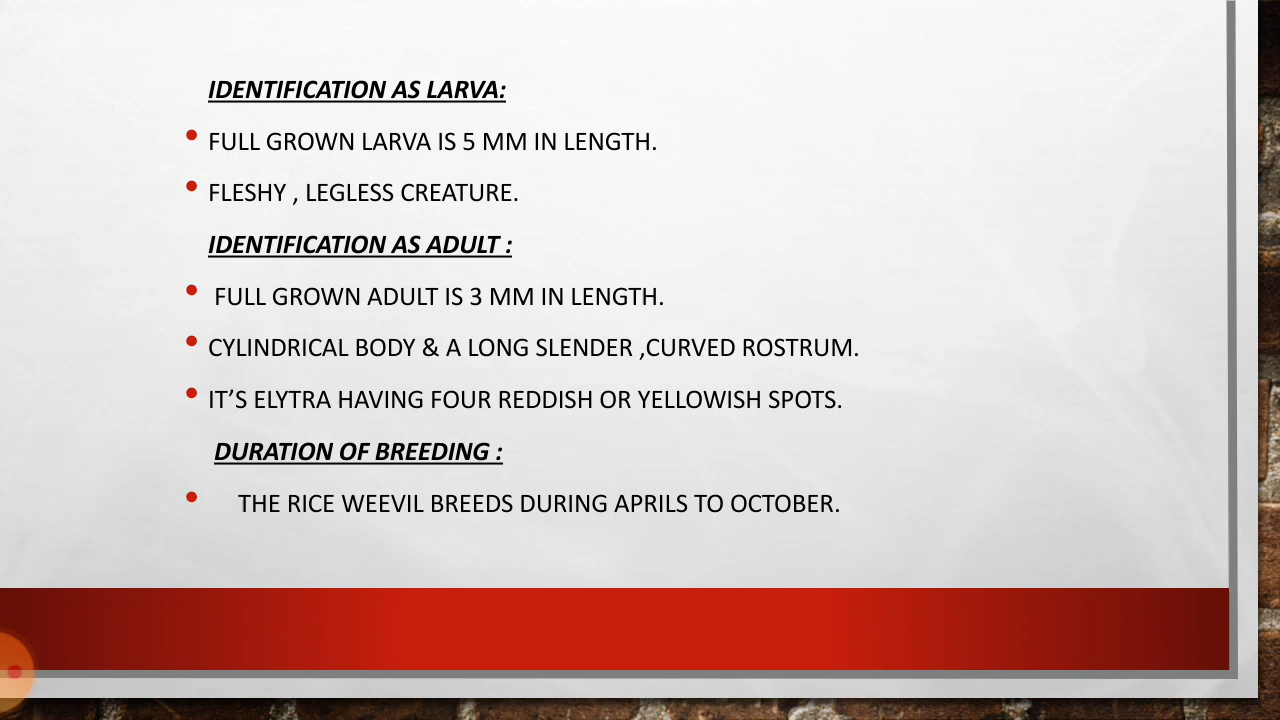 IDENTIFICATION AS LARVA:
• FULL GROWN LARVA IS 5 MM IN LENGTH.
• FLESHY , LEGLESS CREATURE.
IDENTIFICATION AS ADULT :
• FULL GROWN ADULT IS 3 MM IN LENGTH.
• CYLINDRICAL BODY & A LONG SLENDER ,CURVED ROSTRUM.
• IT’S ELYTRA HAVING FOUR REDDISH OR YELLOWISH SPOTS.
DURATION OF BREEDING :
• THE RICE WEEVIL BREEDS DURING APRILS TO OCTOBER.